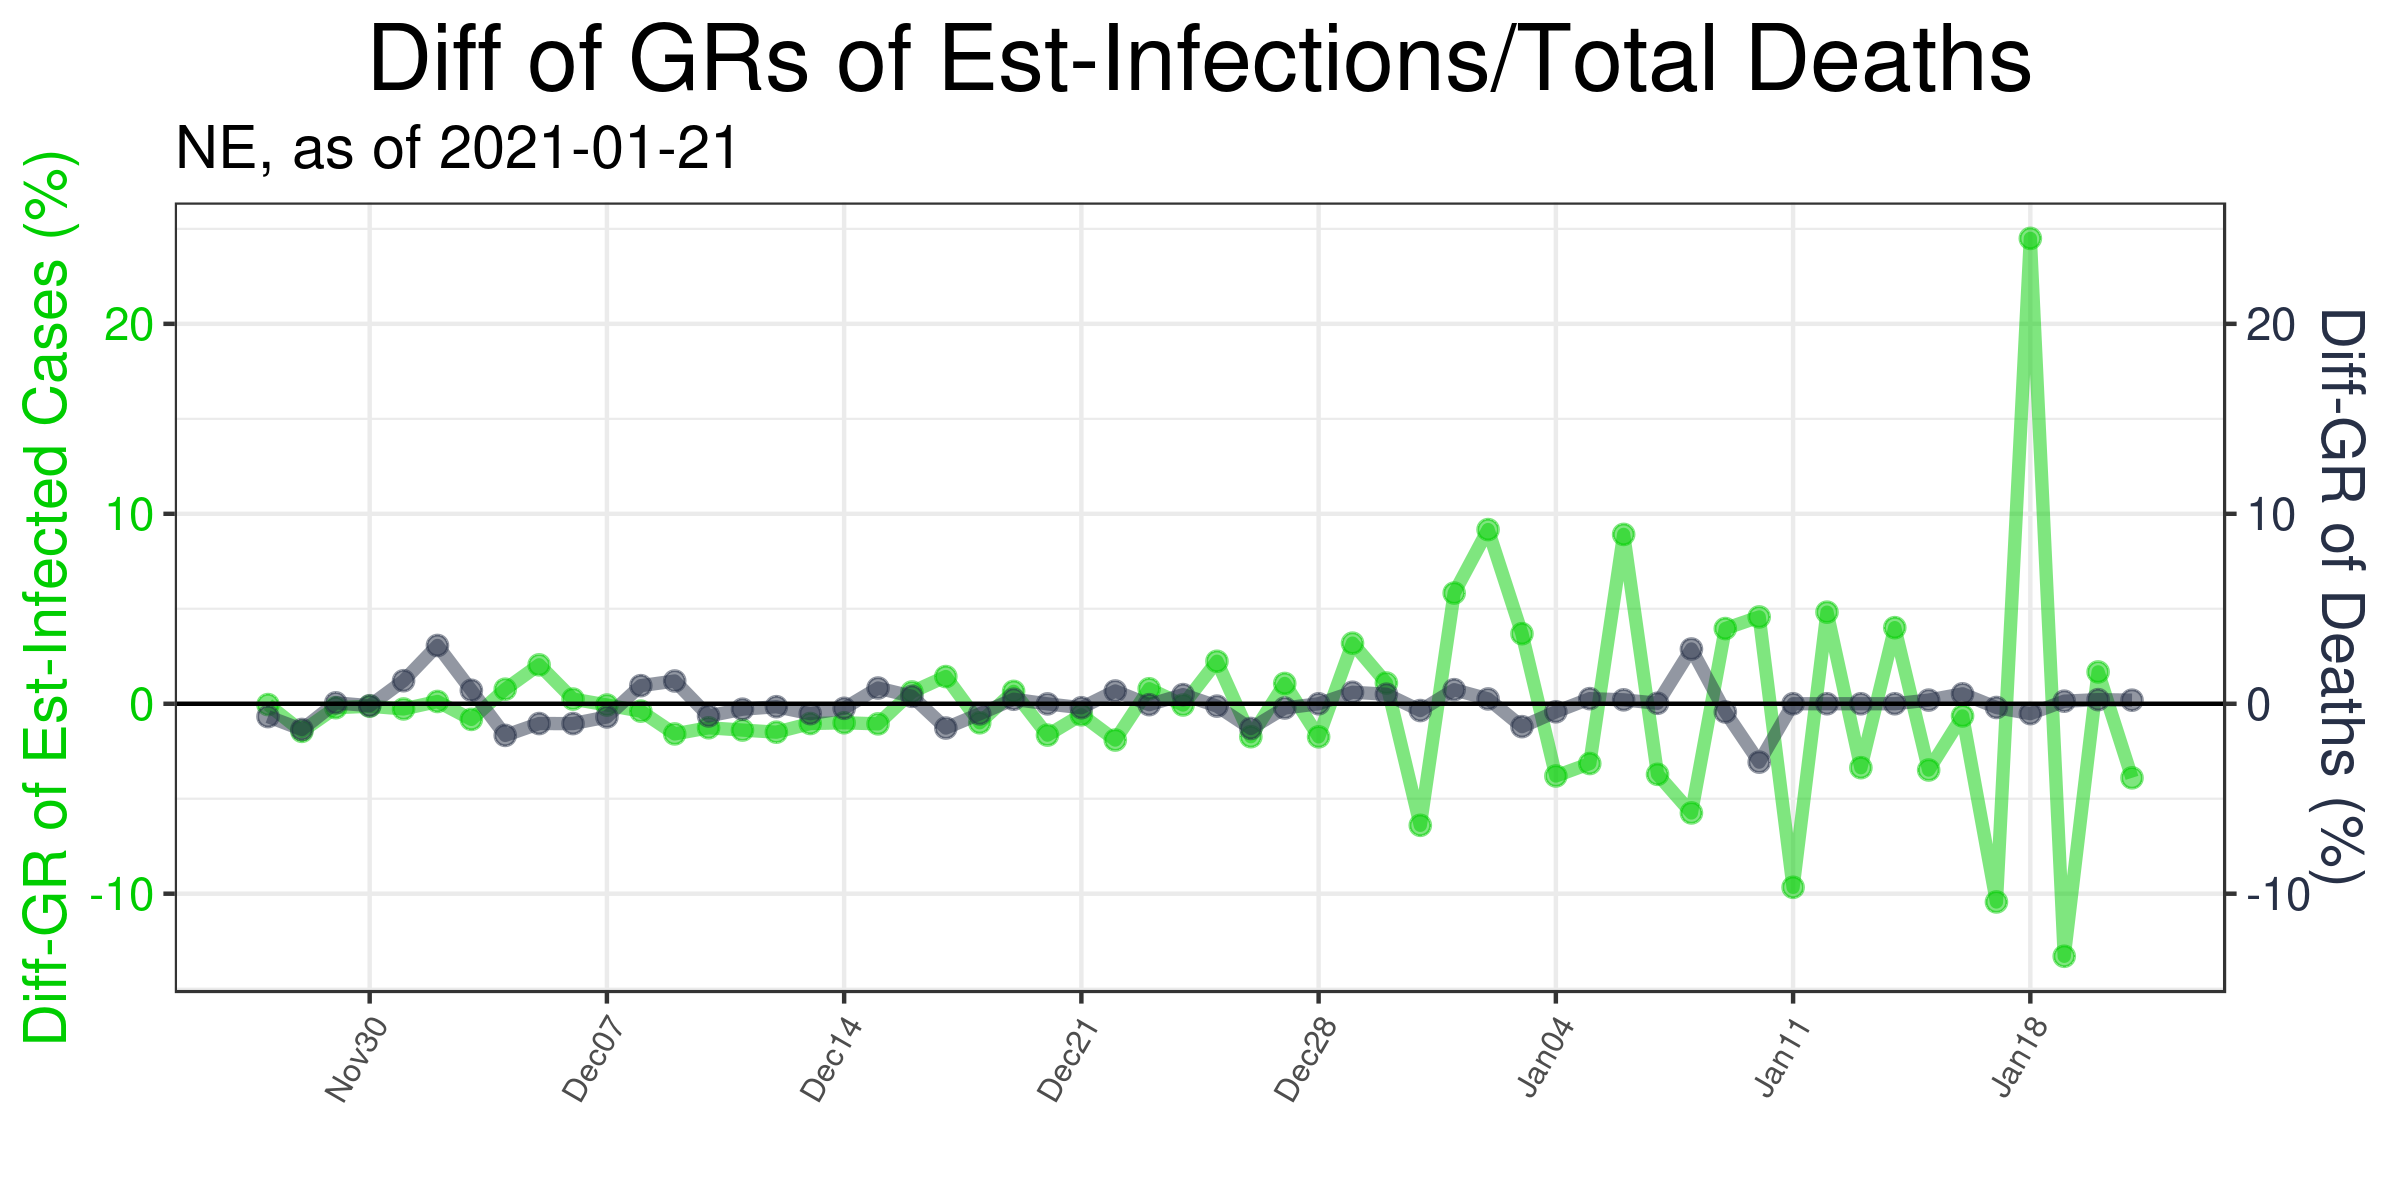 Diff of GRs of Est-Infections/Total Deaths
NE, as of 2021-01-21
Diff-GR of Est-Infected Cases (%)
20
10
0
-10
20
10
0
-10
Diff-GR of Deaths (%)
Nov30
Dec07
Dec14
Dec21
Dec28
Jan04
Jan11
Jan18